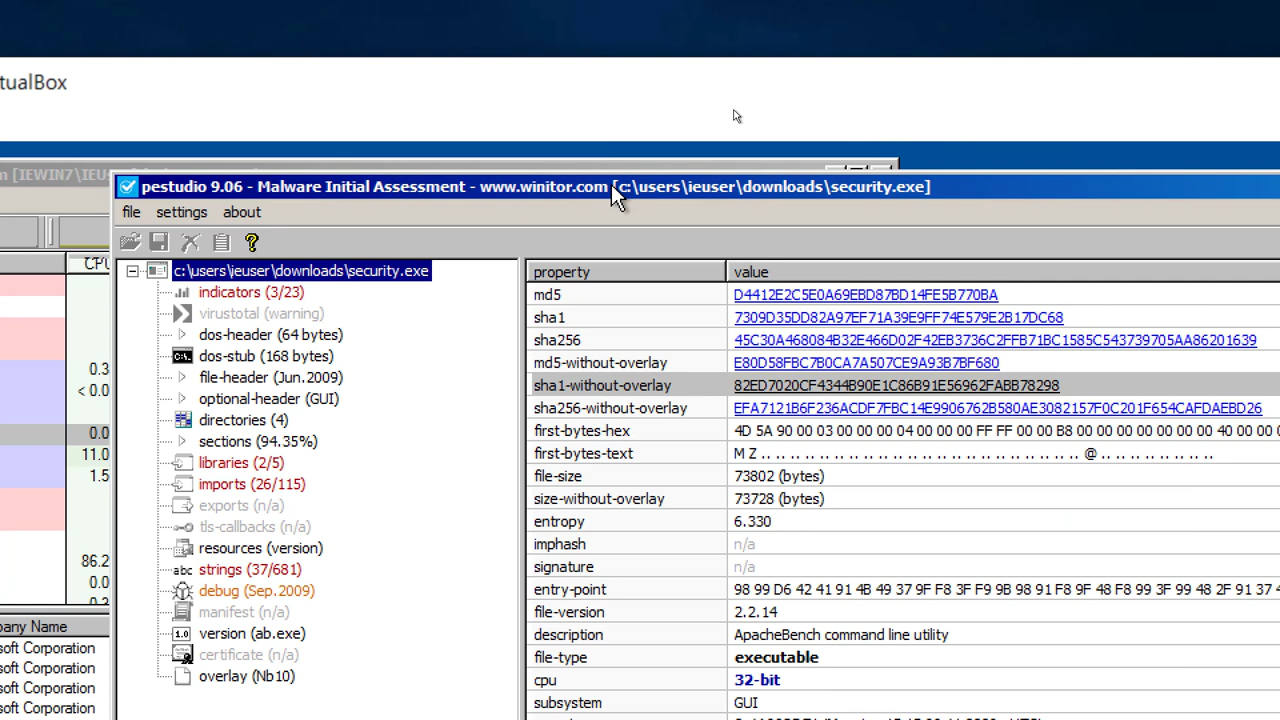 tualBox
m [IEWIN7\IEUs
pestudio 9.06 - Malware Initial Assessment - www.winitor.com [c:\users\ieuser\downloads\security.exe]
file settings about
CPU
c:\users\ieuser\downloads\security.exe
property value
indicators (3/23)
md5 D4412E2C5E0A69EBD87BD14FE5B770BA
virustotal (warning)
sha1 7309D35DD82A97EF71A39E9FF74E579E2B17DC68
dos-header (64 bytes)
sha256 45C30A468084B32E466D02F42EB3736C2FFB71BC1585C543739705AA86201639
dos-stub (168 bytes)
md5-without-overlay E80D58FBC7B0CA7A507CE9A93B7BF680
0.3
file-header (Jun.2009)
sha1-without-overlay 82ED7020CF4344B90E1C86B91E56962FABB78298
< 0.0
optional-header (GUI)
sha256-without-overlay EFA7121B6F236ACDF7FBC14E9906762B580AE3082157F0C201F654CAFDAEBD26
directories (4)
first-bytes-hex 4D 5A 90 00 03 00 00 00 04 00 00 00 FF FF 00 00 B8 00 00 00 00 00 00 00 40 00 00 0
0.0
sections (94.35%)
first-bytes-text M Z .. .. .. .. .. .. .. .. .. .. .. .. .. .. .. .. .. .. .. .. .. .. @ .. .. .. .. .. .. ..
11.0
libraries (2/5)
file-size 73802 (bytes)
1.5
imports (26/115)
size-without-overlay 73728 (bytes)
exports (n/a)
entropy 6.330
tls-callbacks (n/a)
imphash n/a
resources (version)
signature n/a
86.2
strings (37/681)
abc
entry-point 98 99 D6 42 41 91 4B 49 37 9F F8 3F F9 9B 98 91 F8 9F 48 F8 99 3F 99 48 2F 91 37 4
0.0
debug (Sep.2009)
file-version 2.2.14
0.3
manifest (n/a)
pany Name
1.0 version (ab.exe)
description ApacheBench command line utility
soft Corporation
certificate (n/a)
file-type executable
soft Corporation
overlay (Nb10)
cpu 32-bit
soft Corporation
subsystem GUI
soft Corporation